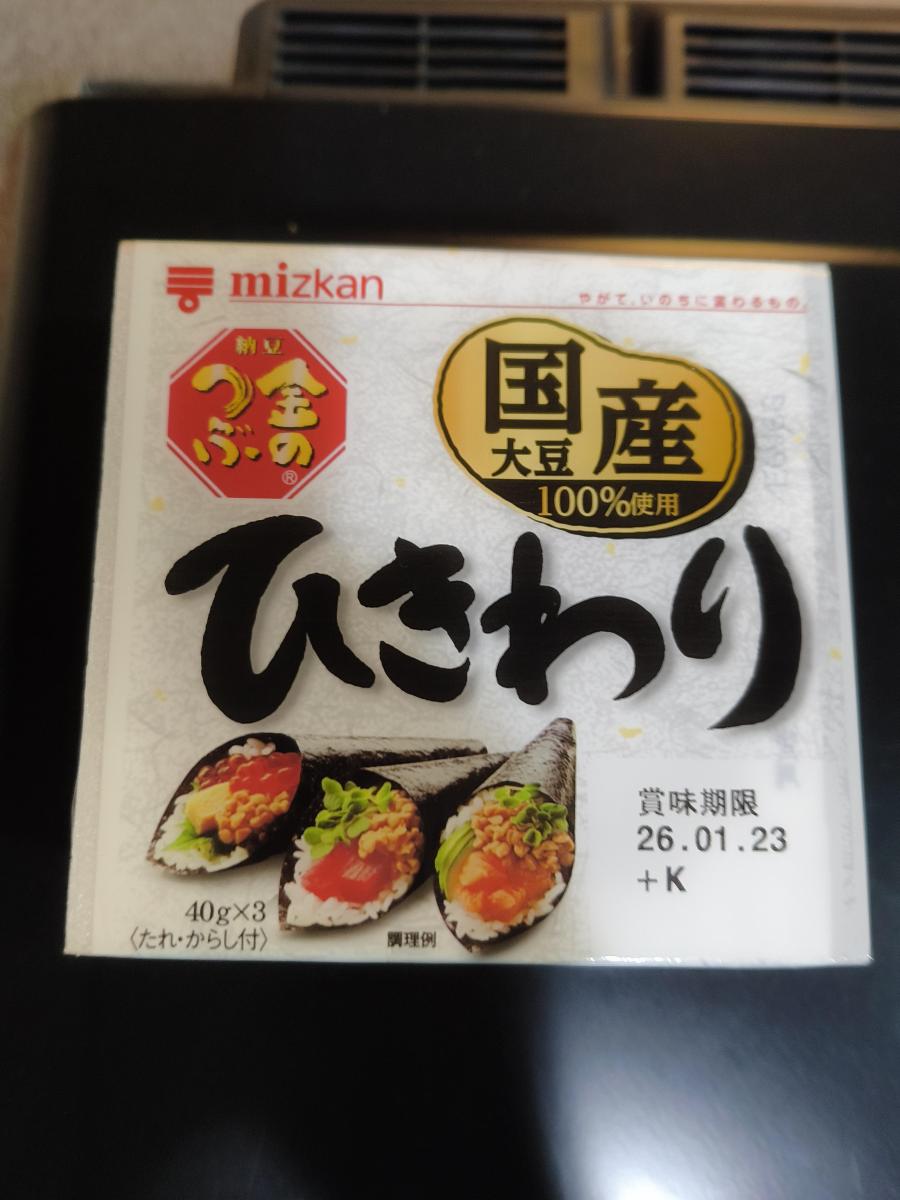 mizkan
やがて、いのちに変わるもの。
納豆
金の
つぶ®
国産
大豆
100%使用
ひきわり
賞味期限
26.01.23
+K
40g×3
〈たれ・からし付〉
調理例